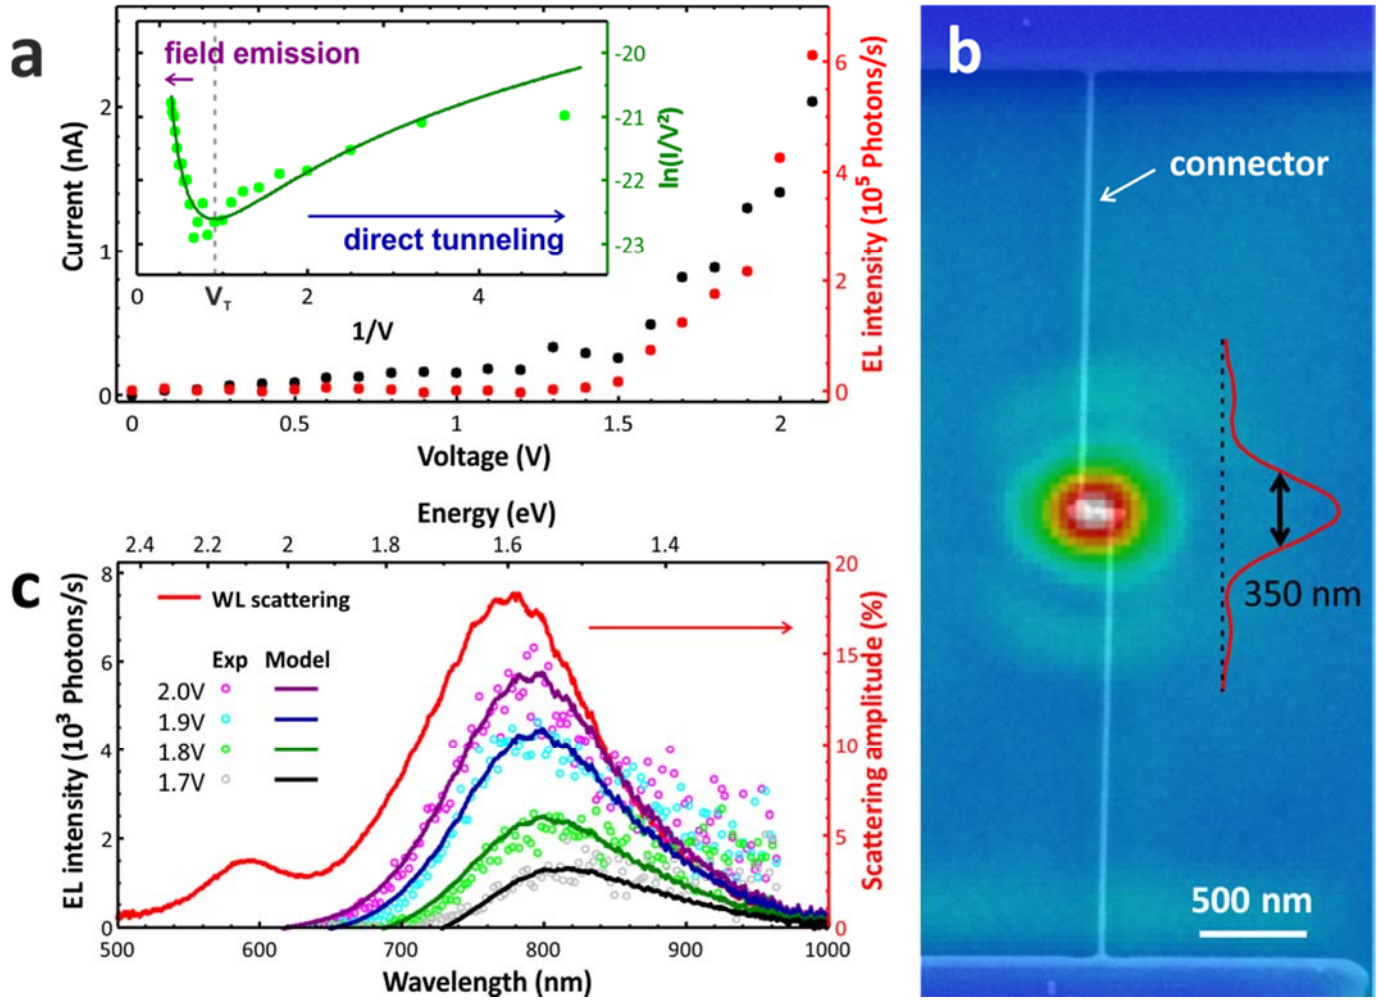 a
field emission
direct tunneling
-20
-21
-22
-23
ln(I/V²)
0
V_T
2
4
1/V
2
1
0
Current (nA)
6
4
2
0
EL intensity (10⁵ Photons/s)
0
0.5
1
1.5
2
Voltage (V)
b
connector
350 nm
500 nm
c
Energy (eV)
2.4
2.2
2
1.8
1.6
1.4
8
6
4
2
0
EL intensity (10³ Photons/s)
WL scattering
Exp Model
2.0V
1.9V
1.8V
1.7V
20
15
10
5
0
Scattering amplitude (%)
500
600
700
800
900
1000
Wavelength (nm)